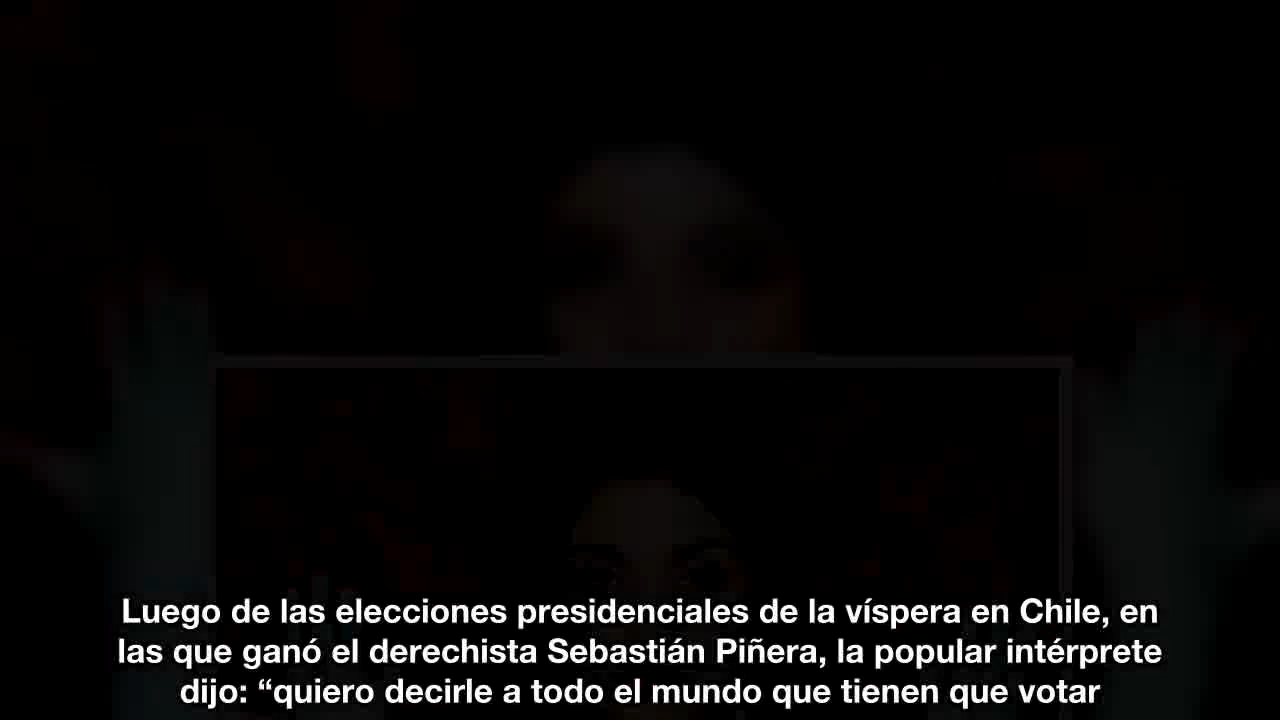 Luego de las elecciones presidenciales de la víspera en Chile, en
las que ganó el derechista Sebastián Piñera, la popular intérprete
dijo: “quiero decirle a todo el mundo que tienen que votar